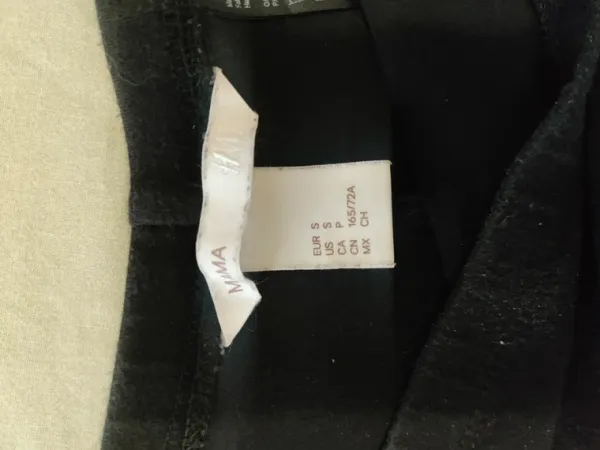 H&M
MAMA
EUR S
US S
CA P
CN 165/72A
MX CH